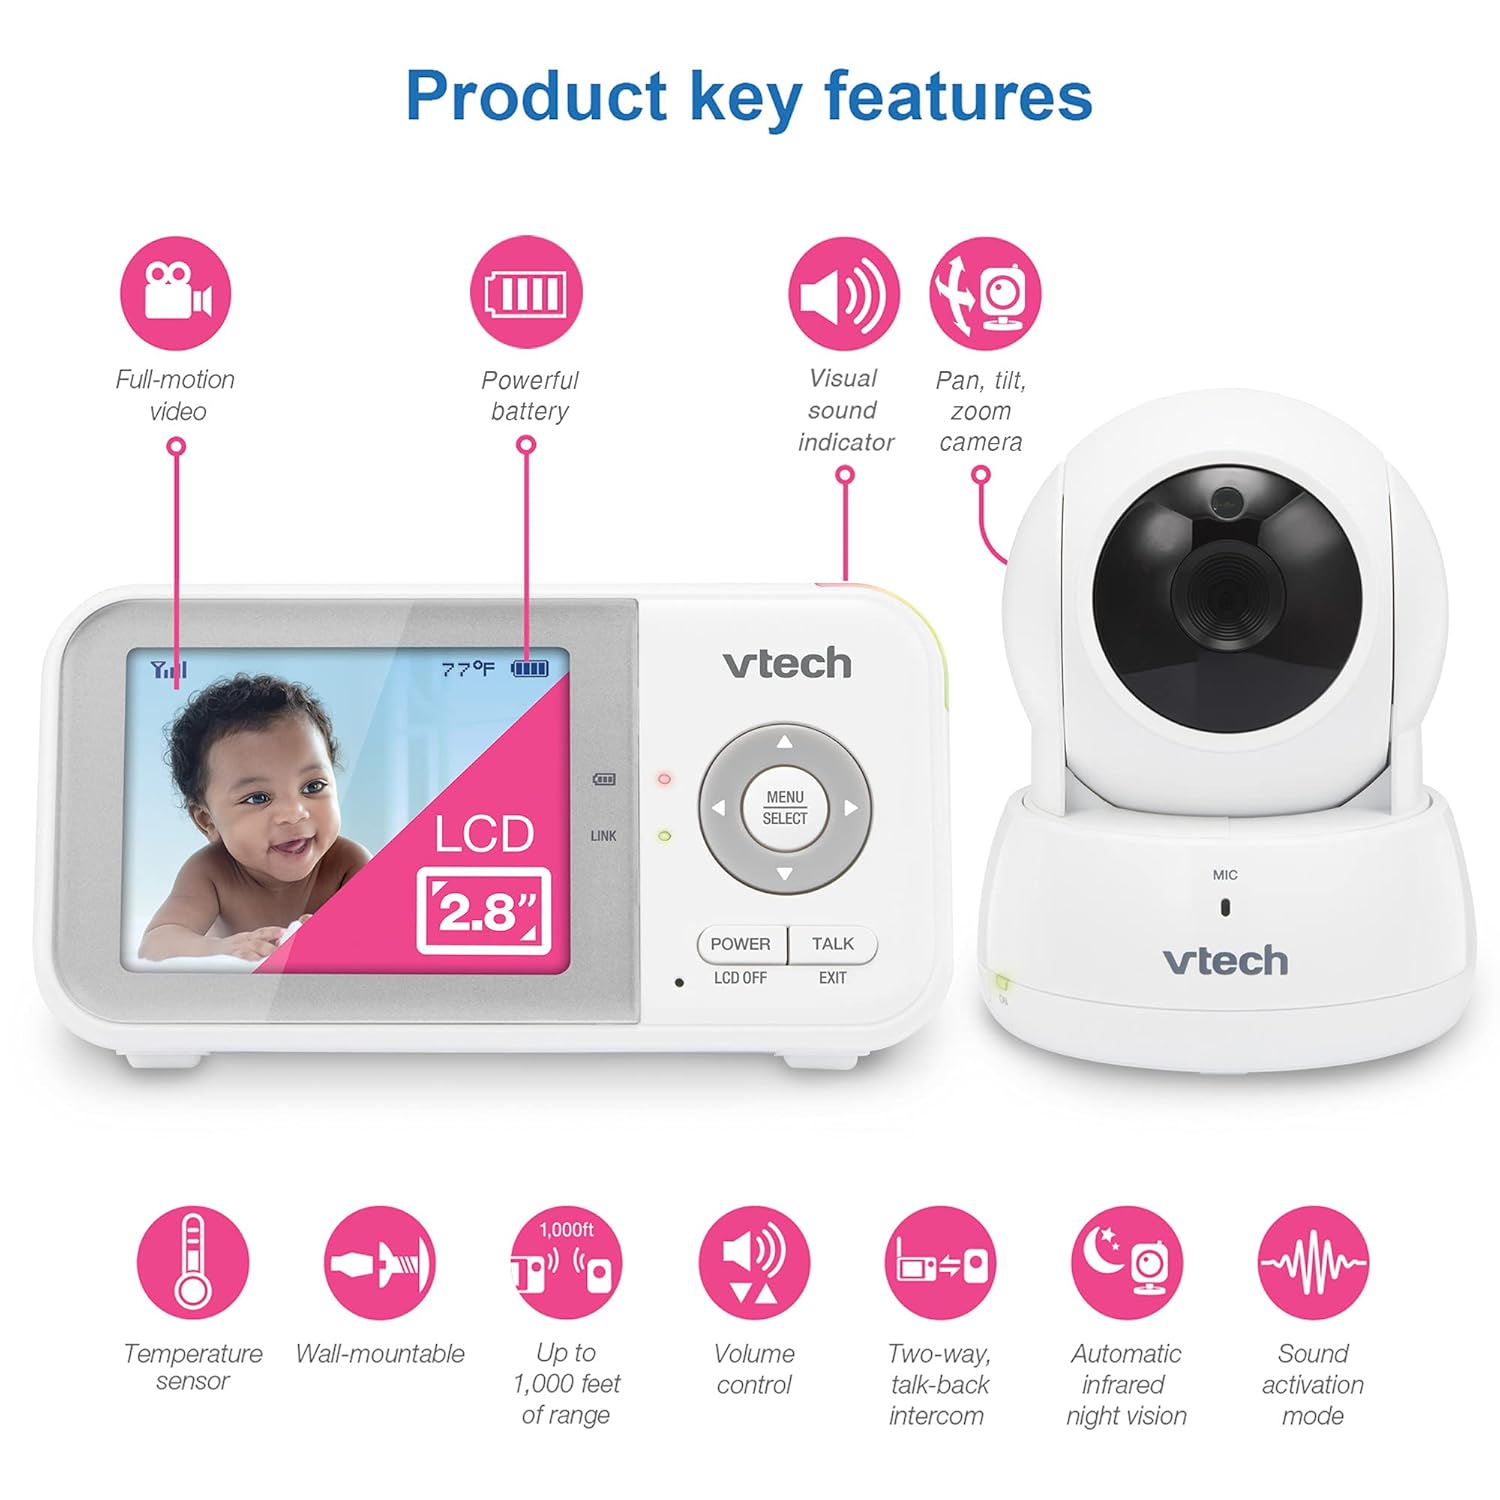 Product key features
Full-motion
video
Powerful
battery
Visual
sound
indicator
Pan, tilt,
zoom
camera
77°F
vtech
LCD
2.8”
LINK
MENU
SELECT
POWER
TALK
LCD OFF
EXIT
MIC
vtech
ON
1,000ft
Temperature
sensor
Wall-mountable
Up to
1,000 feet
of range
Volume
control
Two-way,
talk-back
intercom
Automatic
infrared
night vision
Sound
activation
mode